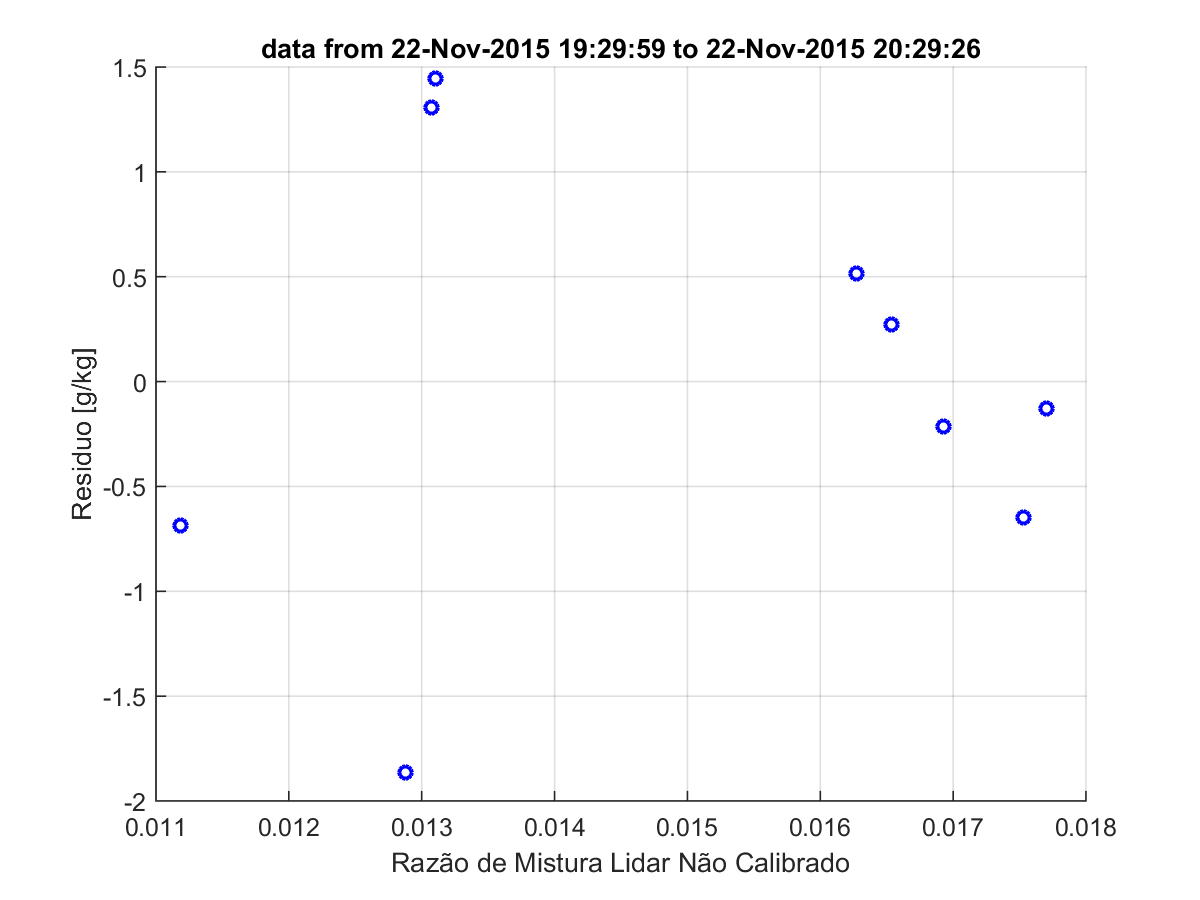 data from 22-Nov-2015 19:29:59 to 22-Nov-2015 20:29:26
1.5
1
0.5
0
-0.5
-1
-1.5
-2
Residuo [g/kg]
0.011 0.012 0.013 0.014 0.015 0.016 0.017 0.018
Razão de Mistura Lidar Não Calibrado